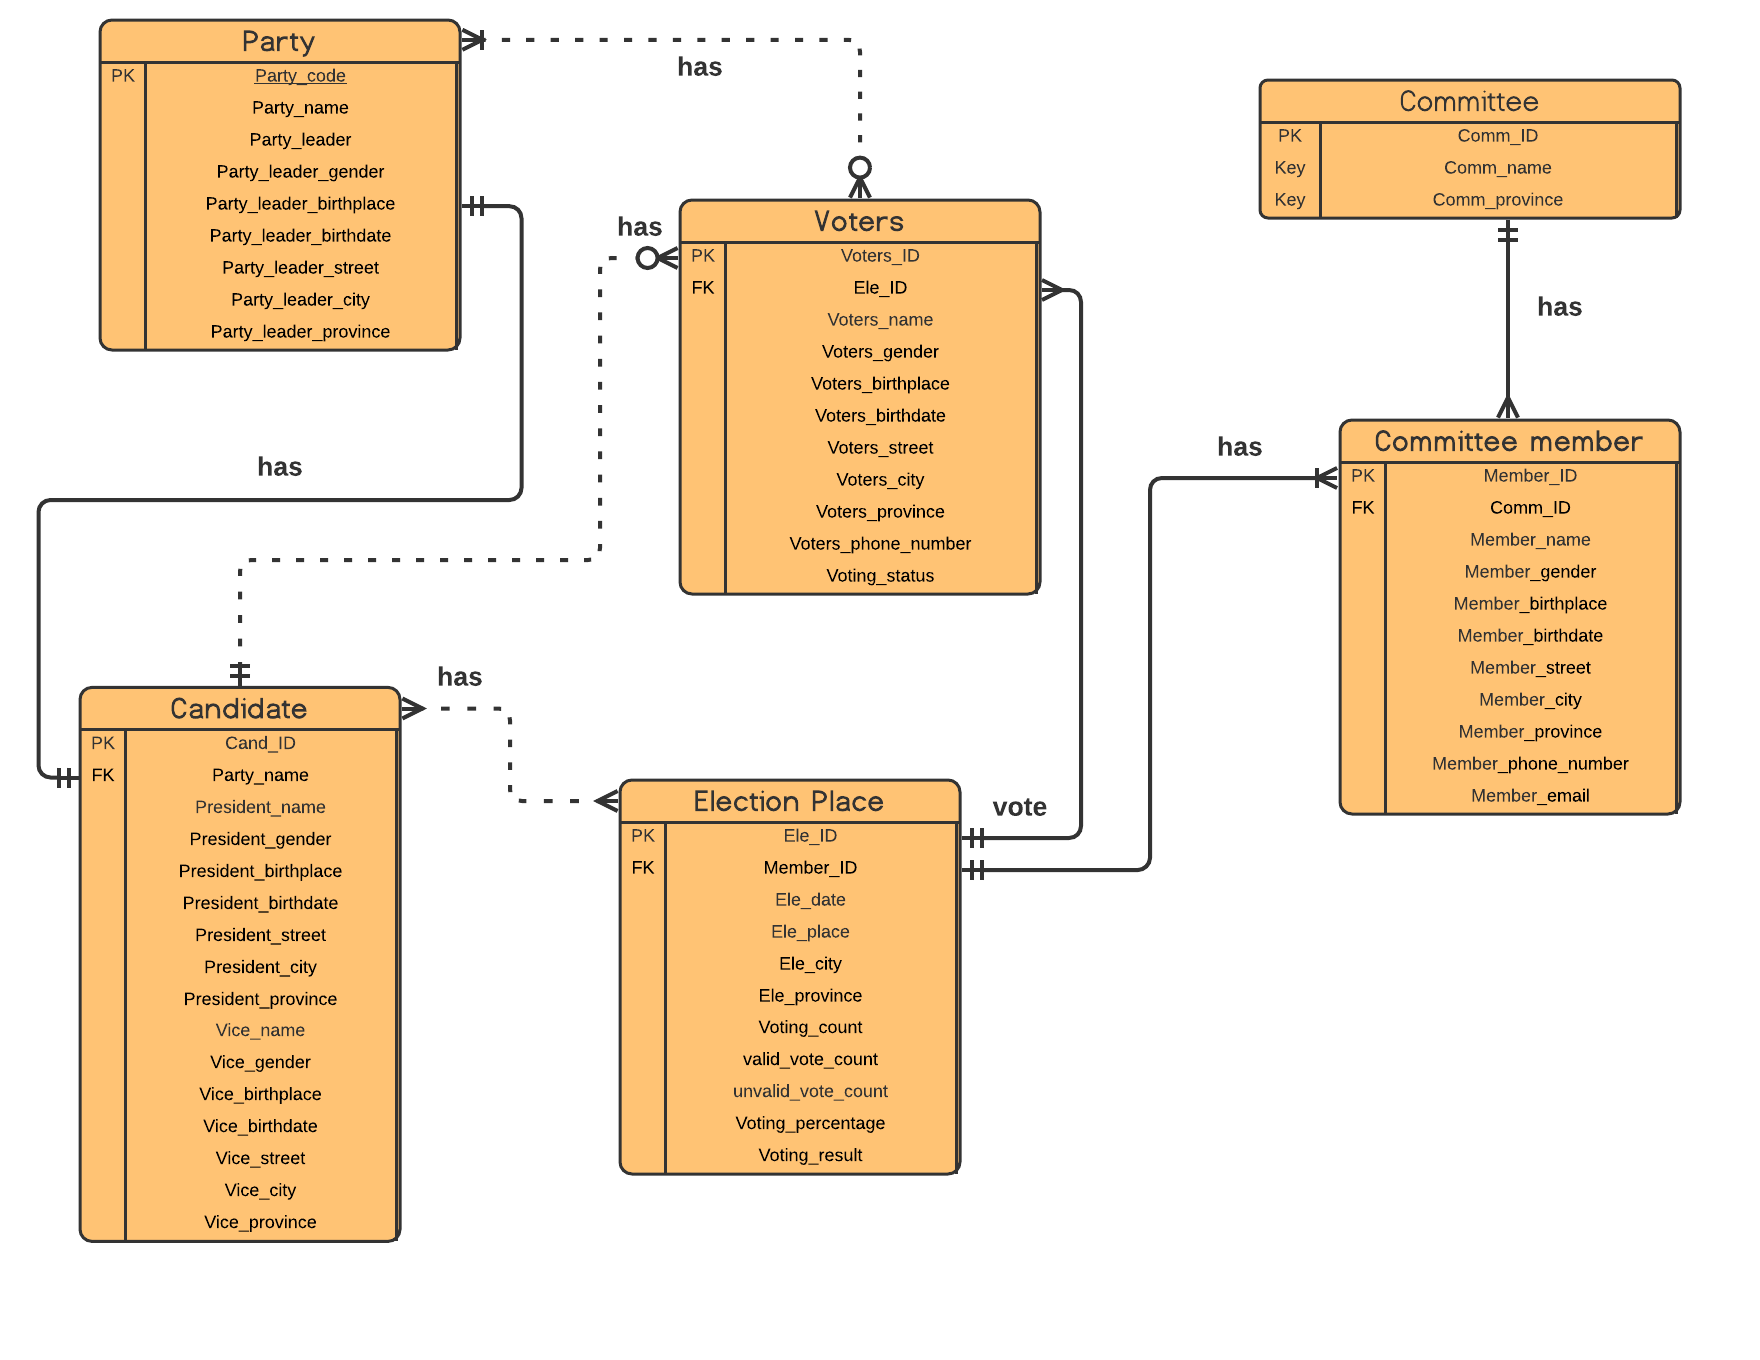 Party
PK Party_code
Party_name
Party_leader
Party_leader_gender
Party_leader_birthplace
Party_leader_birthdate
Party_leader_street
Party_leader_city
Party_leader_province
has
has
Voters
PK Voters_ID
FK Ele_ID
Voters_name
Voters_gender
Voters_birthplace
Voters_birthdate
Voters_street
Voters_city
Voters_province
Voters_phone_number
Voting_status
Committee
PK Comm_ID
Key Comm_name
Key Comm_province
has
has
Committee member
PK Member_ID
FK Comm_ID
Member_name
Member_gender
Member_birthplace
Member_birthdate
Member_street
Member_city
Member_province
Member_phone_number
Member_email
has
has
Candidate
PK Cand_ID
FK Party_name
President_name
President_gender
President_birthplace
President_birthdate
President_street
President_city
President_province
Vice_name
Vice_gender
Vice_birthplace
Vice_birthdate
Vice_street
Vice_city
Vice_province
Election Place
PK Ele_ID
FK Member_ID
Ele_date
Ele_place
Ele_city
Ele_province
Voting_count
valid_vote_count
unvalid_vote_count
Voting_percentage
Voting_result
vote